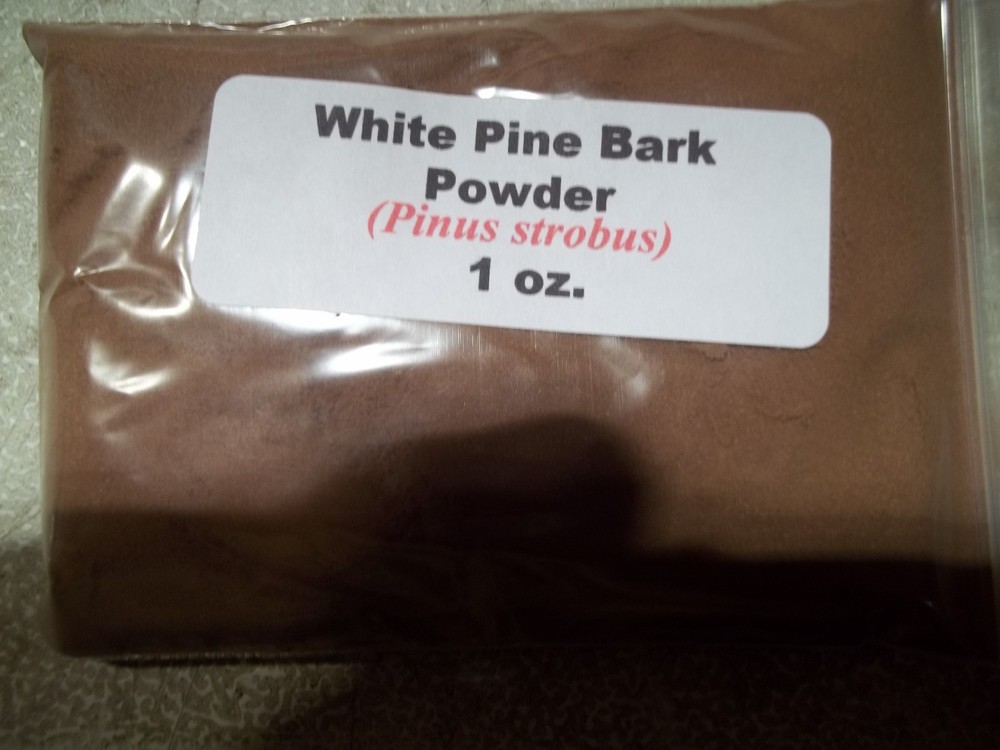 White Pine Bark
Powder
(Pinus strobus)
1 oz.